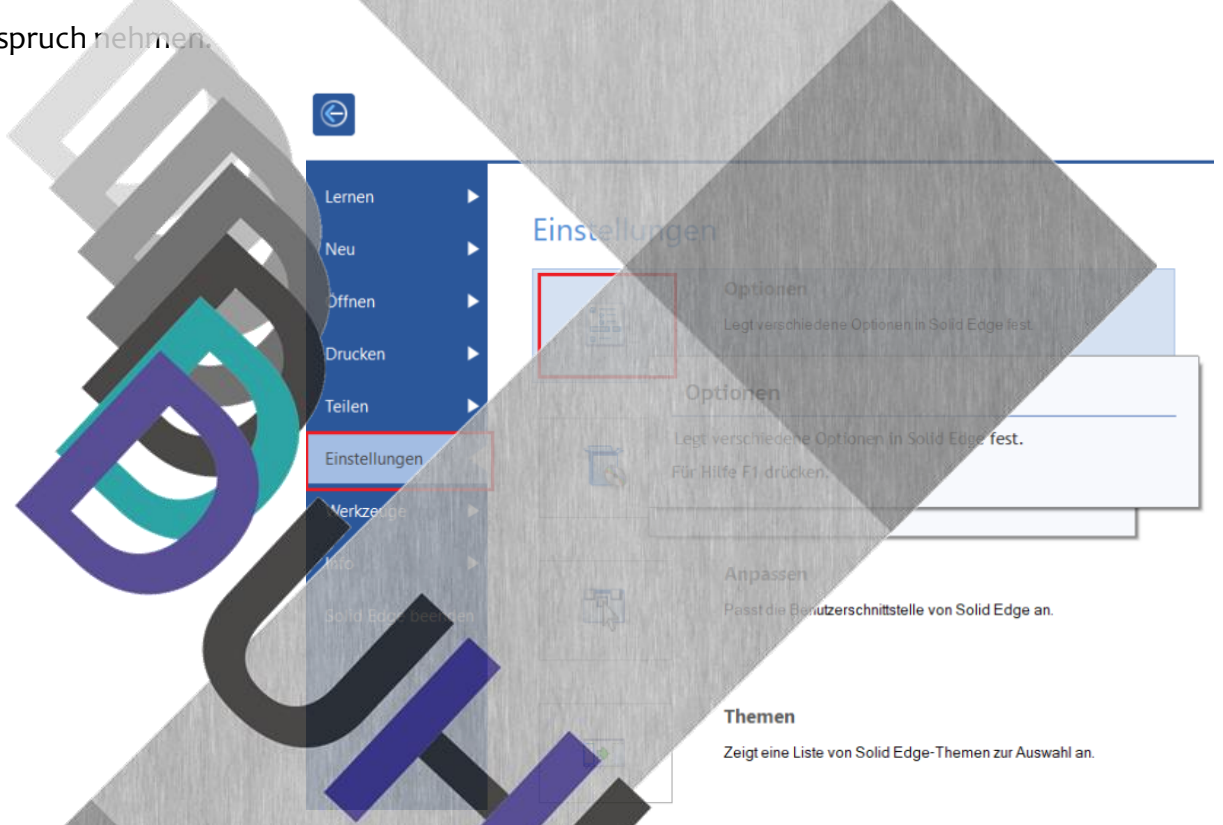 spruch nehmen.
Lernen
Neu
Öffnen
Drucken
Teilen
Einstellungen
Werkzeuge
Info
Solid Edge beenden
Einstellungen
Optionen
Legt verschiedene Optionen in Solid Edge fest.
Optionen
Legt verschiedene Optionen in Solid Edge fest.
Für Hilfe F1 drücken.
Anpassen
Passt die Benutzerschnittstelle von Solid Edge an.
Themen
Zeigt eine Liste von Solid Edge-Themen zur Auswahl an.